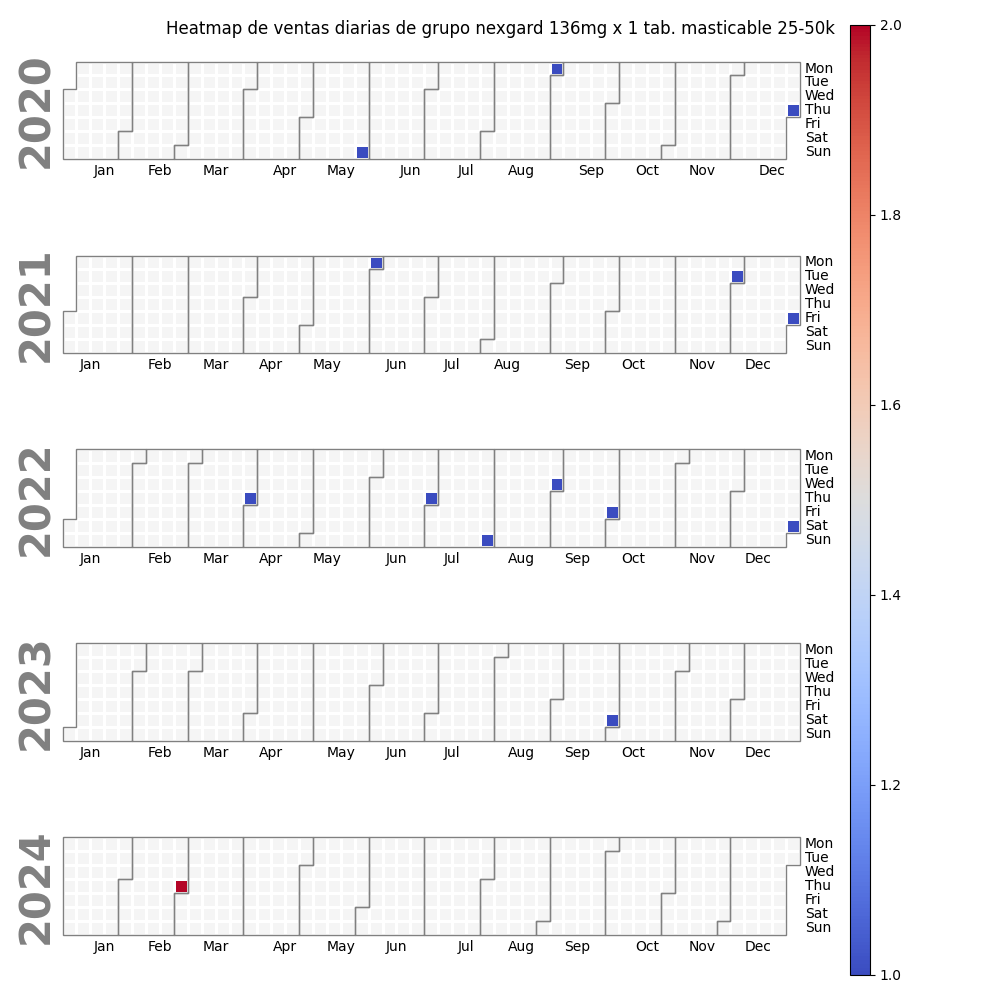 Heatmap de ventas diarias de grupo nexgard 136mg x 1 tab. masticable 25-50k
2020
Mon
Tue
Wed
Thu
Fri
Sat
Sun
Jan Feb Mar Apr May Jun Jul Aug Sep Oct Nov Dec
2021
Mon
Tue
Wed
Thu
Fri
Sat
Sun
Jan Feb Mar Apr May Jun Jul Aug Sep Oct Nov Dec
2022
Mon
Tue
Wed
Thu
Fri
Sat
Sun
Jan Feb Mar Apr May Jun Jul Aug Sep Oct Nov Dec
2023
Mon
Tue
Wed
Thu
Fri
Sat
Sun
Jan Feb Mar Apr May Jun Jul Aug Sep Oct Nov Dec
2024
Mon
Tue
Wed
Thu
Fri
Sat
Sun
Jan Feb Mar Apr May Jun Jul Aug Sep Oct Nov Dec
2.0
1.8
1.6
1.4
1.2
1.0